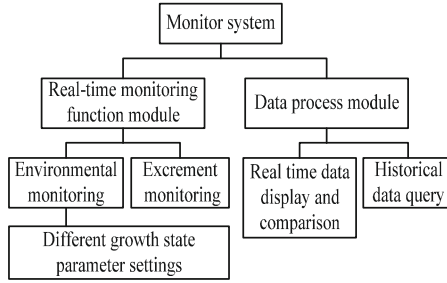 Monitor system
Real-time monitoring
function module
Data process module
Environmental
monitoring
Excrement
monitoring
Real time data
display and
comparison
Historical
data query
Different growth state
parameter settings